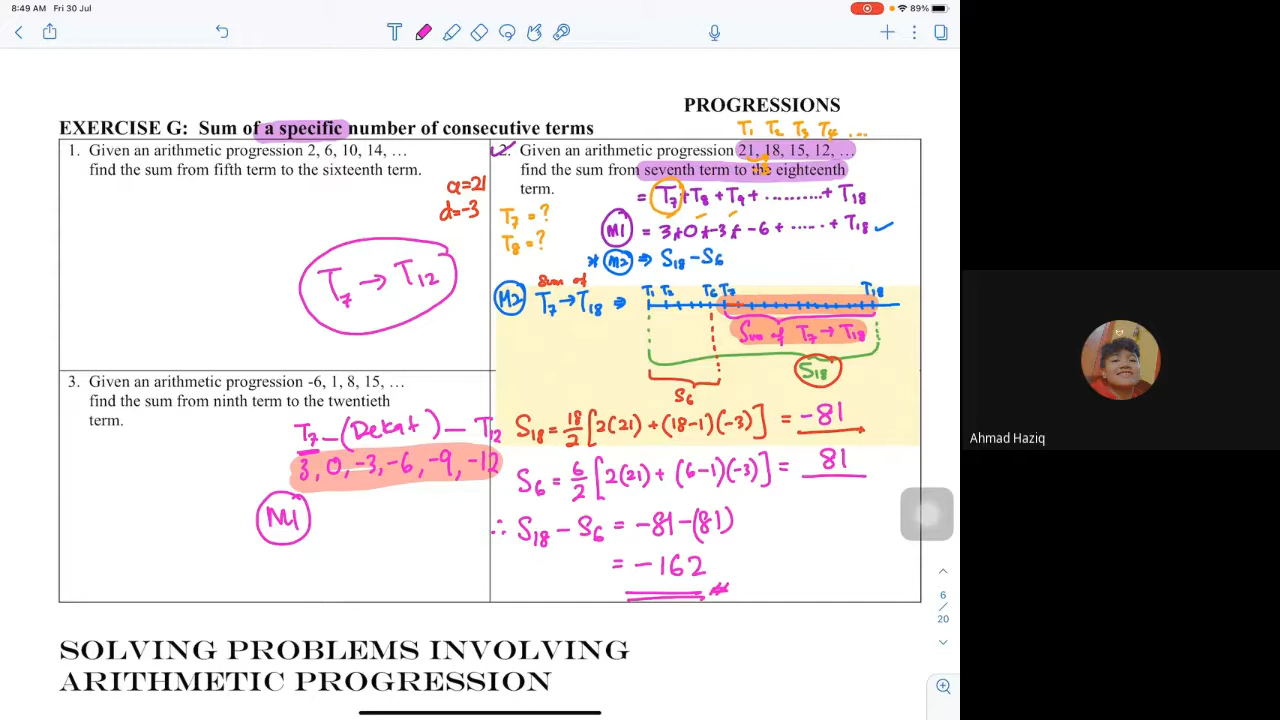 8:49 AM Fri 30 Jul
89%
PROGRESSIONS
EXERCISE G: Sum of a specific number of consecutive terms
T1 T2 T3 T4 ...
1. Given an arithmetic progression 2, 6, 10, 14, …
find the sum from fifth term to the sixteenth term.
T7 → T12
2. Given an arithmetic progression 21, 18, 15, 12, …
find the sum from seventh term to the eighteenth
term.
-3
a=21
d=-3
T7 = ?
T8 = ?
= T7 + T8 + T9 + .......... + T18
M1 = 3 + 0 + -3 + -6 + ...... + T18
* M2 ⇒ S18 - S6
M2 Sum of
T7 → T18 ⇒
T1 T2 T6 T7 T18
Sum of T7 → T18
S18
S6
S18 = 18/2 [2(21) + (18-1)(-3)] = -81
S6 = 6/2 [2(21) + (6-1)(-3)] = 81
∴ S18 - S6 = -81 - (81)
= -162
3. Given an arithmetic progression -6, 1, 8, 15, …
find the sum from ninth term to the twentieth
term.
T7 - (Dekat) - T12
3, 0, -3, -6, -9, -12
M1
SOLVING PROBLEMS INVOLVING
ARITHMETIC PROGRESSION
6
/
20
Ahmad Haziq